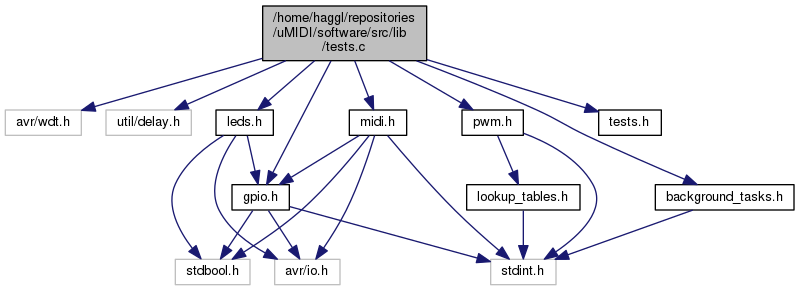 /home/haggl/repositories
/uMIDI/software/src/lib
/tests.c
avr/wdt.h
util/delay.h
leds.h
midi.h
pwm.h
tests.h
gpio.h
lookup_tables.h
background_tasks.h
stdbool.h
avr/io.h
stdint.h